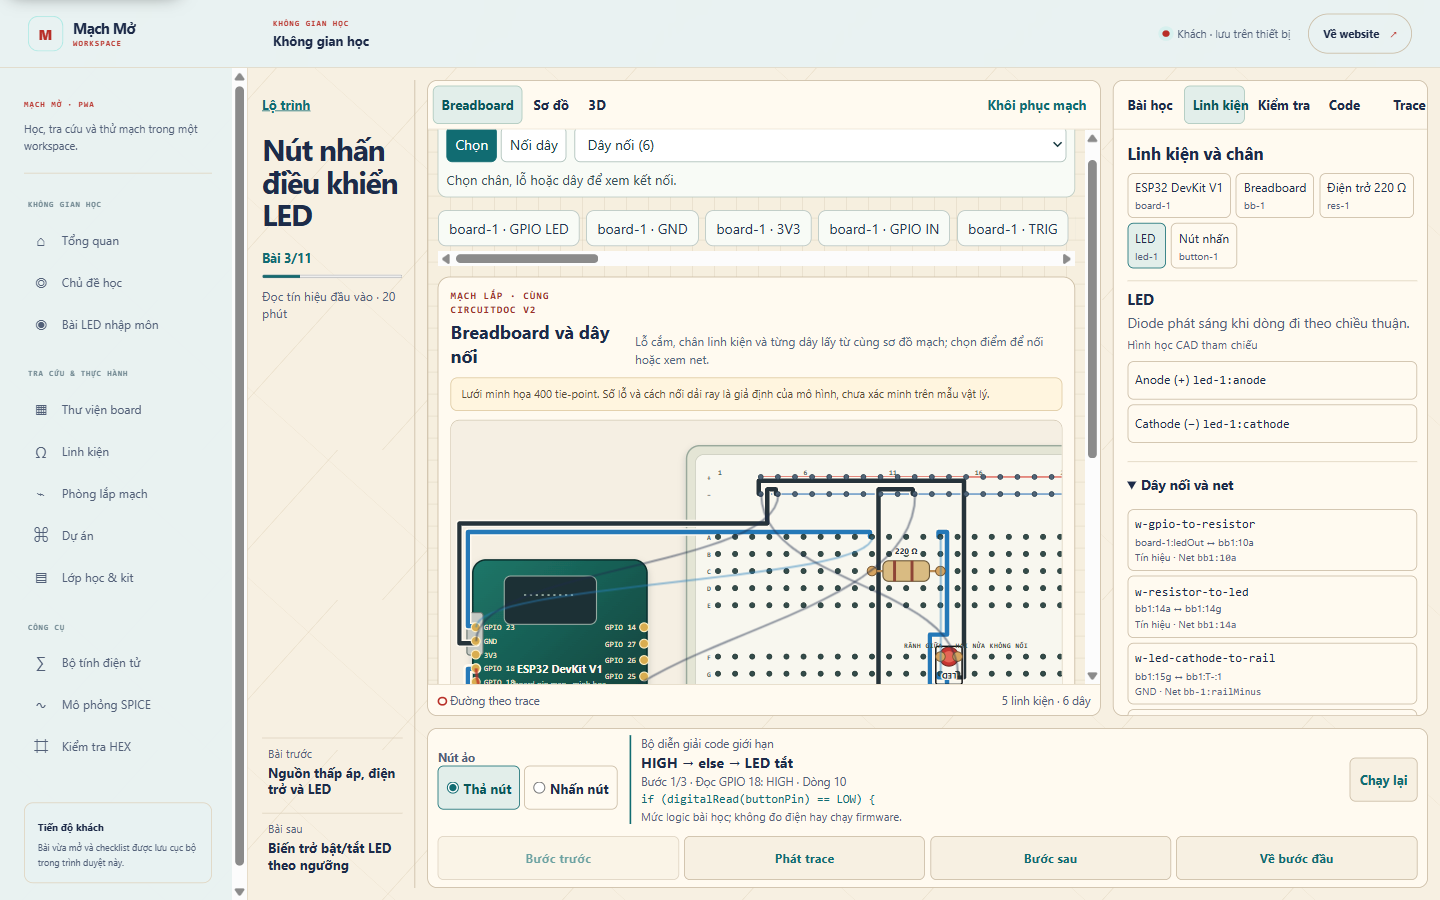 M
Mạch Mở
WORKSPACE
KHÔNG GIAN HỌC
Không gian học
Khách · lưu trên thiết bị
Về website ↗
MẠCH MỞ · PWA
Học, tra cứu và thử mạch trong một
workspace.
KHÔNG GIAN HỌC
Tổng quan
Chủ đề học
Bài LED nhập môn
TRA CỨU & THỰC HÀNH
Thư viện board
Linh kiện
Phòng lắp mạch
Dự án
Lớp học & kit
CÔNG CỤ
Bộ tính điện tử
Mô phỏng SPICE
Kiểm tra HEX
Tiến độ khách
Bài vừa mở và checklist được lưu cục bộ
trong trình duyệt này.
Lộ trình
Nút nhấn
điều khiển
LED
Bài 3/11
Đọc tín hiệu đầu vào · 20
phút
Bài trước
Nguồn thấp áp, điện
trở và LED
Bài sau
Biến trở bật/tắt LED
theo ngưỡng
Breadboard
Sơ đồ
3D
Khôi phục mạch
Chọn
Nối dây
Dây nối (6)
Chọn chân, lỗ hoặc dây để xem kết nối.
board-1 · GPIO LED
board-1 · GND
board-1 · 3V3
board-1 · GPIO IN
board-1 · TRIG
MẠCH LẮP · CÙNG
CIRCUITDOC V2
Breadboard và dây
nối
Lỗ cắm, chân linh kiện và từng dây lấy từ cùng sơ đồ mạch; chọn điểm để nối
hoặc xem net.
Lưới minh họa 400 tie-point. Số lỗ và cách nối dải ray là giả định của mô hình, chưa xác minh trên mẫu vật lý.
1
6
11
16
+
−
A
B
C
D
E
F
G
220 Ω
LED
GPIO 23
GND
3V3
GPIO 18
GPIO 14
GPIO 27
GPIO 26
GPIO 25
ESP32 DevKit V1
Đường theo trace
5 linh kiện · 6 dây
Nút ảo
Thả nút
Nhấn nút
Bộ diễn giải code giới hạn
HIGH → else → LED tắt
Bước 1/3 · Đọc GPIO 18: HIGH · Dòng 10
if (digitalRead(buttonPin) == LOW) {
Mức logic bài học; không đo điện hay chạy firmware.
Chạy lại
Bước trước
Phát trace
Bước sau
Về bước đầu
Bài học
Linh kiện
Kiểm tra
Code
Trace
Linh kiện và chân
ESP32 DevKit V1
board-1
Breadboard
bb-1
Điện trở 220 Ω
res-1
LED
led-1
Nút nhấn
button-1
LED
Diode phát sáng khi dòng đi theo chiều thuận.
Hình học CAD tham chiếu
Anode (+) led-1:anode
Cathode (−) led-1:cathode
▼ Dây nối và net
w-gpio-to-resistor
board-1:ledOut ↔ bb1:10a
Tín hiệu · Net bb1:10a
w-resistor-to-led
bb1:14a ↔ bb1:14g
Tín hiệu · Net bb1:14a
w-led-cathode-to-rail
bb1:15g ↔ bb1:T-:1
GND · Net bb-1:railMinus